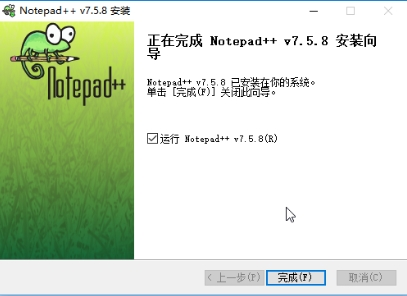 Notepad++ v7.5.8 安装
Notepad++
正在完成 Notepad++ v7.5.8 安装向
导
Notepad++ v7.5.8 已安装在你的系统。
单击 [完成(F)] 关闭此向导。
运行 Notepad++ v7.5.8(R)
< 上一步(P) 完成(F) 取消(C)